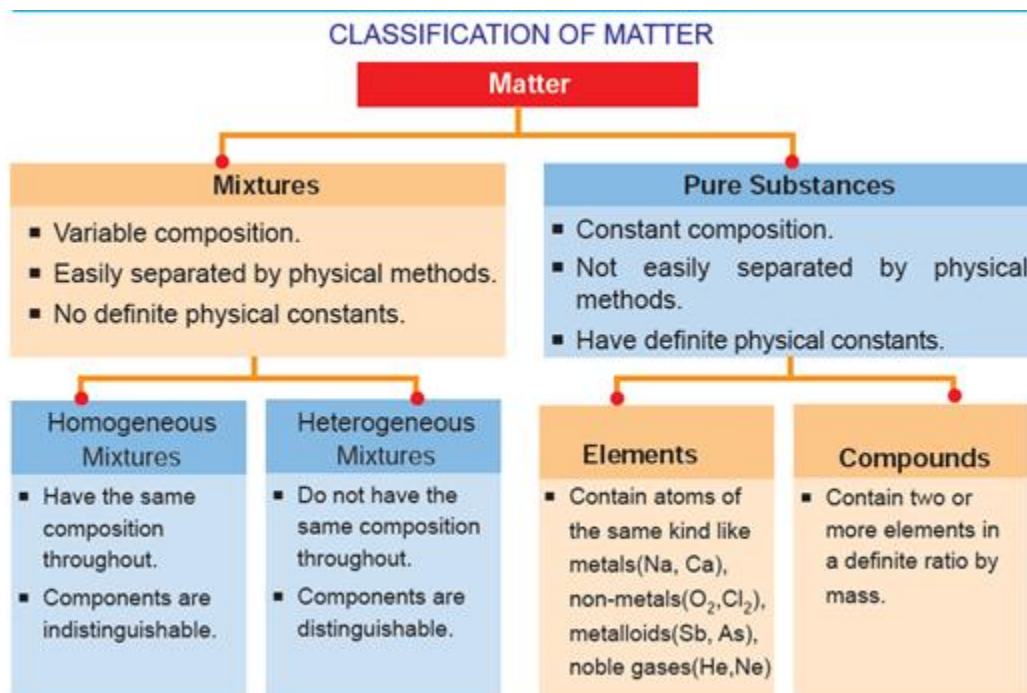 CLASSIFICATION OF MATTER
Matter
Mixtures
▪ Variable composition.
▪ Easily separated by physical methods.
▪ No definite physical constants.
Pure Substances
▪ Constant composition.
▪ Not easily separated by physical
methods.
▪ Have definite physical constants.
Homogeneous
Mixtures
▪ Have the same
composition
throughout.
▪ Components are
indistinguishable.
Heterogeneous
Mixtures
▪ Do not have the
same composition
throughout.
▪ Components are
distinguishable.
Elements
▪ Contain atoms of
the same kind like
metals(Na, Ca),
non-metals(O₂,Cl₂),
metalloids(Sb, As),
noble gases(He,Ne)
Compounds
▪ Contain two or
more elements in
a definite ratio by
mass.